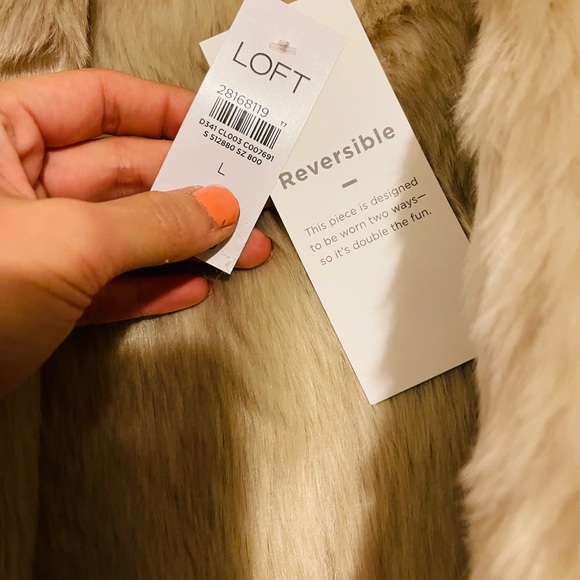 LOFT
28168119
77
D341 CL003 C007691
S 512880 SZ 800
L
Reversible
This piece is designed
to be worn two ways—
so it's double the fun.